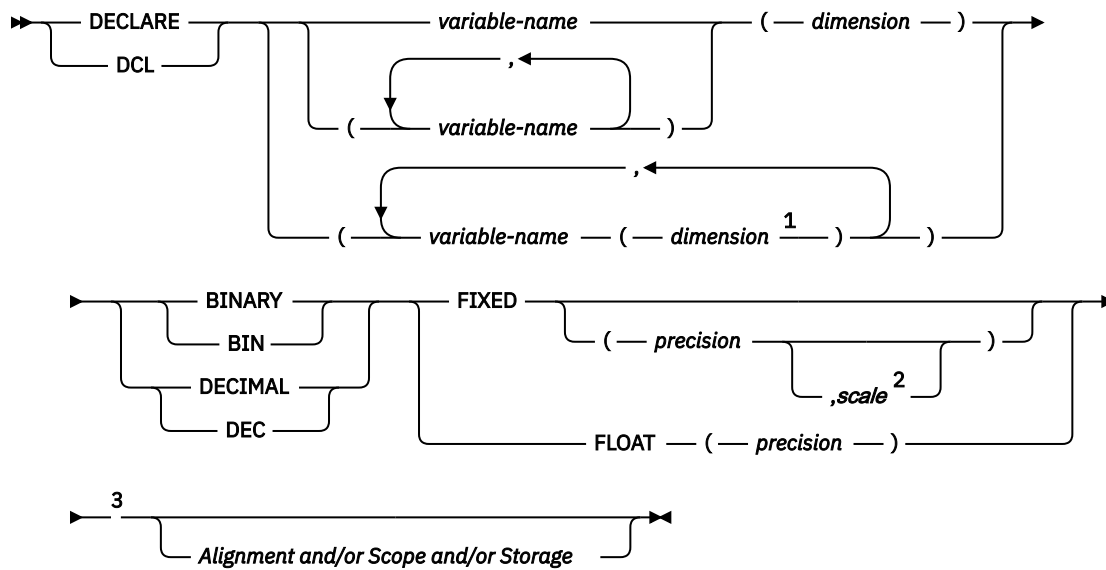 DECLARE variable-name ( dimension )
DCL
,
( variable-name )
,
( variable-name ( dimension 1 ) )
BINARY FIXED
BIN ( precision )
DECIMAL ,scale 2
DEC
FLOAT ( precision )
3
Alignment and/or Scope and/or Storage